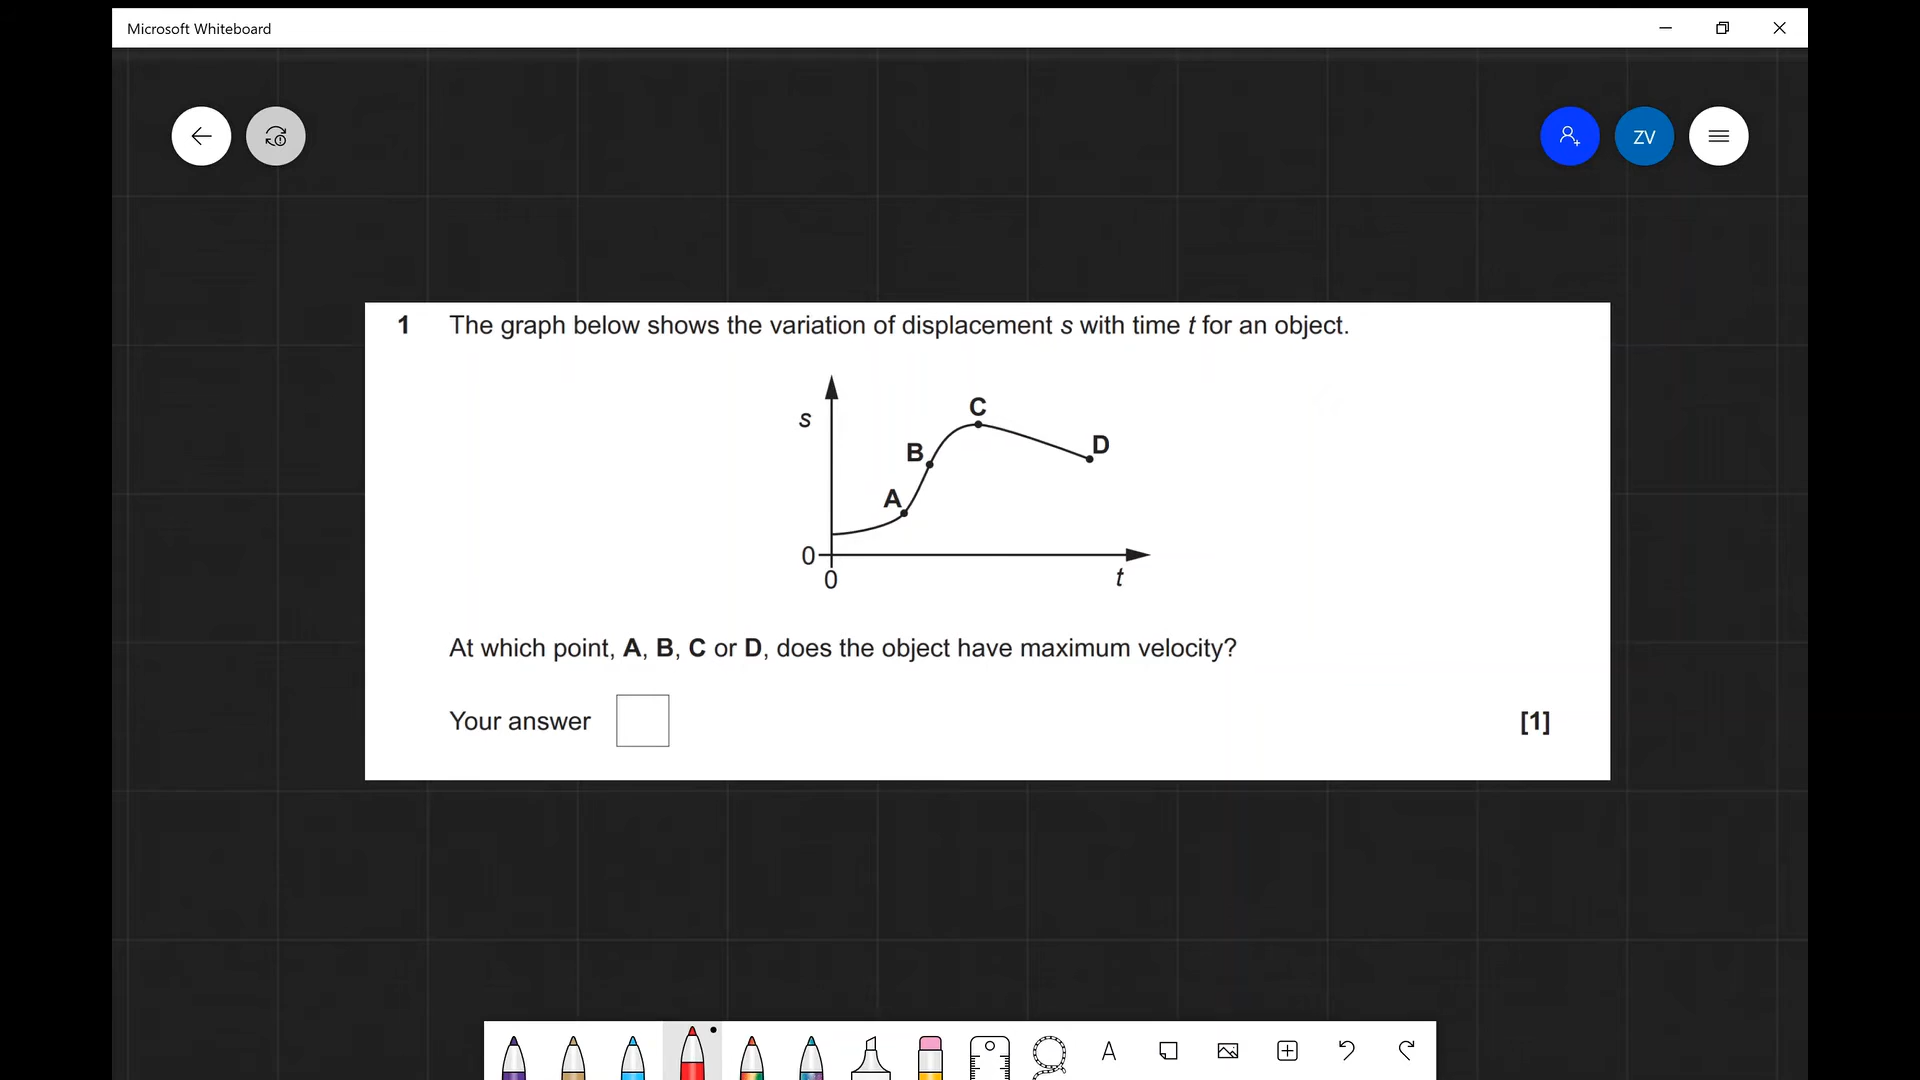 Microsoft Whiteboard
ZV
1 The graph below shows the variation of displacement s with time t for an object.
s
C
B
D
A
0
0
t
At which point, A, B, C or D, does the object have maximum velocity?
Your answer
[1]
A